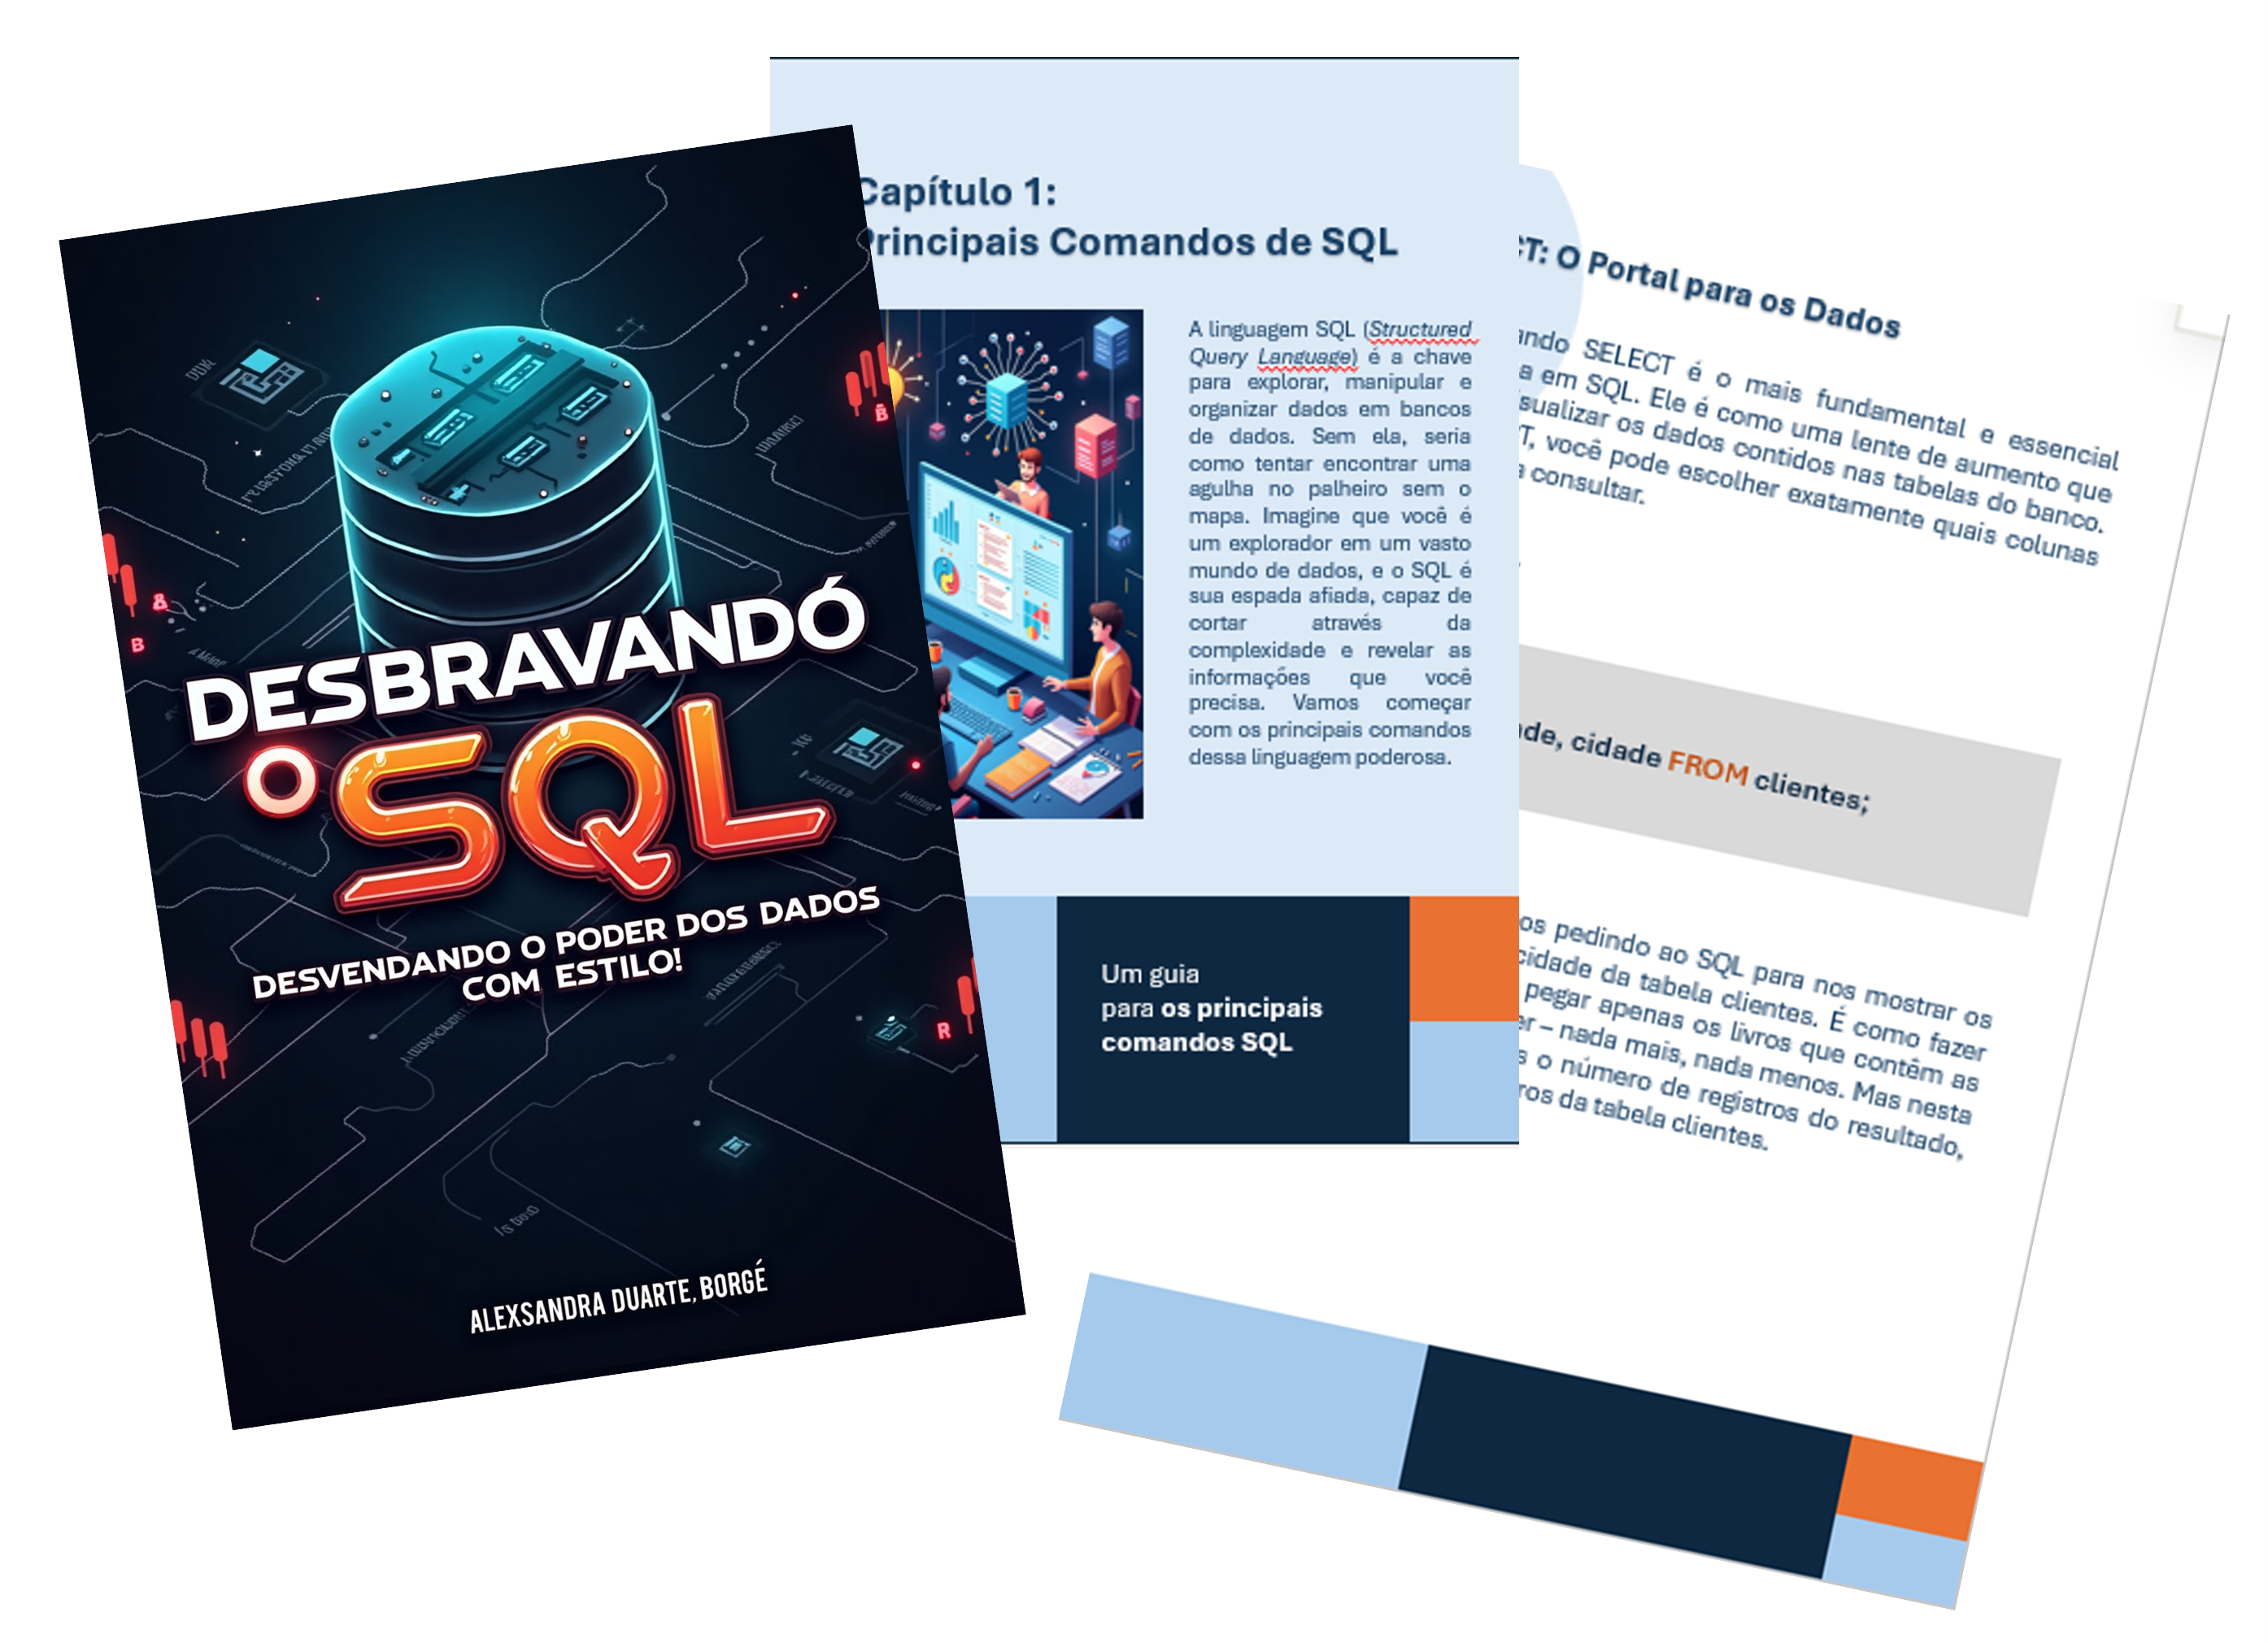 DESBRAVANDÓ
O SQL
DESVENDANDO O PODER DOS DADOS
COM ESTILO!
ALEXSANDRA DUARTE, BORGÉ
Capítulo 1:
Principais Comandos de SQL
A linguagem SQL (Structured
Query Language) é a chave
para explorar, manipular e
organizar dados em bancos
de dados. Sem ela, seria
como tentar encontrar uma
agulha no palheiro sem o
mapa. Imagine que você é
um explorador em um vasto
mundo de dados, e o SQL é
sua espada afiada, capaz de
cortar através da
complexidade e revelar as
informações que você
precisa. Vamos começar
com os principais comandos
dessa linguagem poderosa.
Um guia
para os principais
comandos SQL
CT: O Portal para os Dados
ando SELECT é o mais fundamental e essencial
a em SQL. Ele é como uma lente de aumento que
sualizar os dados contidos nas tabelas do banco.
T, você pode escolher exatamente quais colunas
a consultar.
de, cidade FROM clientes;
os pedindo ao SQL para nos mostrar os
cidade da tabela clientes. É como fazer
pegar apenas os livros que contêm as
er – nada mais, nada menos. Mas nesta
s o número de registros do resultado,
ros da tabela clientes.